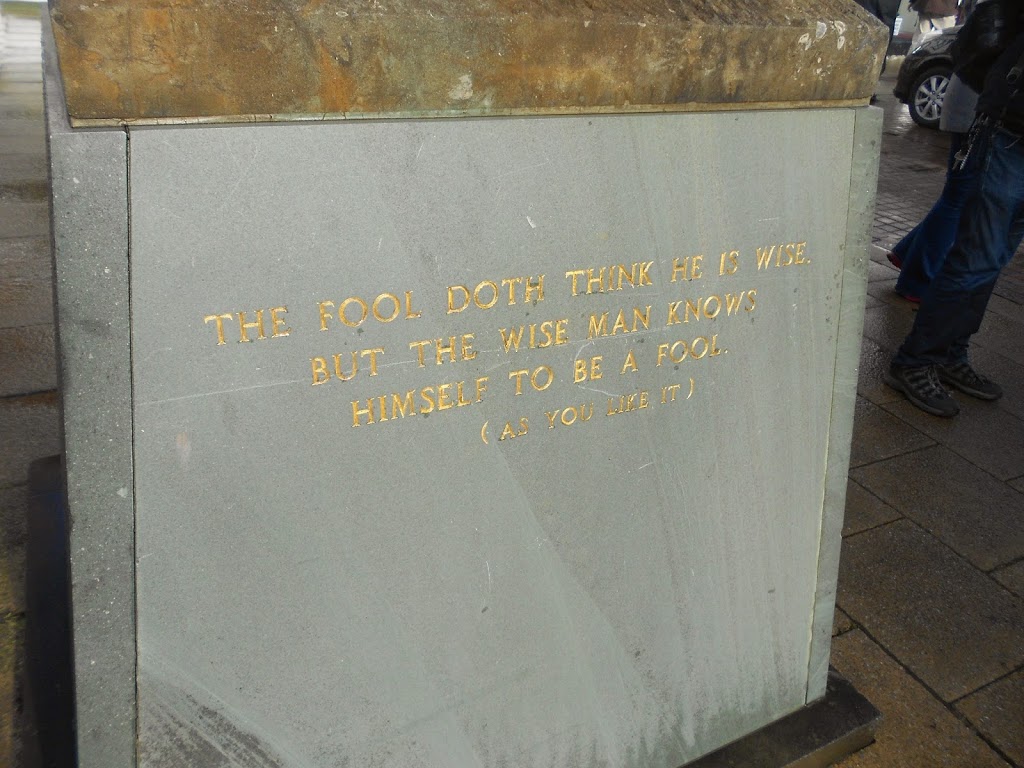 THE FOOL DOTH THINK HE IS WISE.
BUT THE WISE MAN KNOWS
HIMSELF TO BE A FOOL.
(AS YOU LIKE IT)